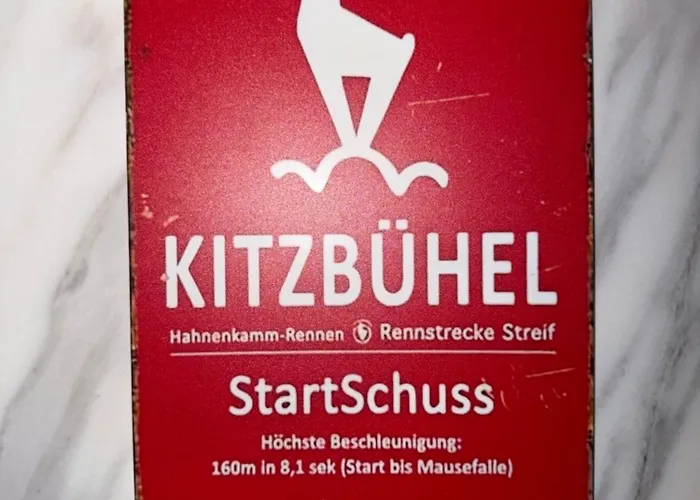 KITZBÜHEL
Hahnenkamm-Rennen Rennstrecke Streif
StartSchuss
Höchste Beschleunigung:
160m in 8,1 sek (Start bis Mausefalle)